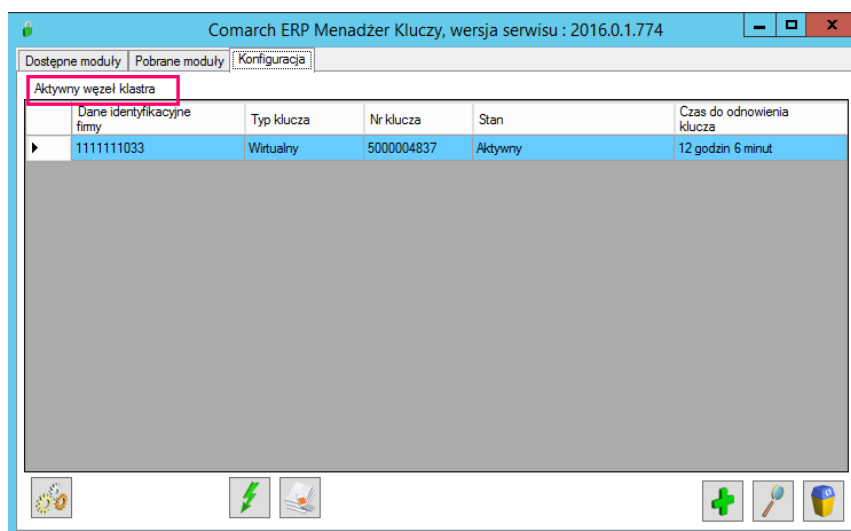 Comarch ERP Menadżer Kluczy, wersja serwisu : 2016.0.1.774
Dostępne moduły Pobrane moduły Konfiguracja
Aktywny węzeł klastra
Dane identyfikacyjne firmy Typ klucza Nr klucza Stan Czas do odnowienia klucza
1111111033 Wirtualny 5000004837 Aktywny 12 godzin 6 minut